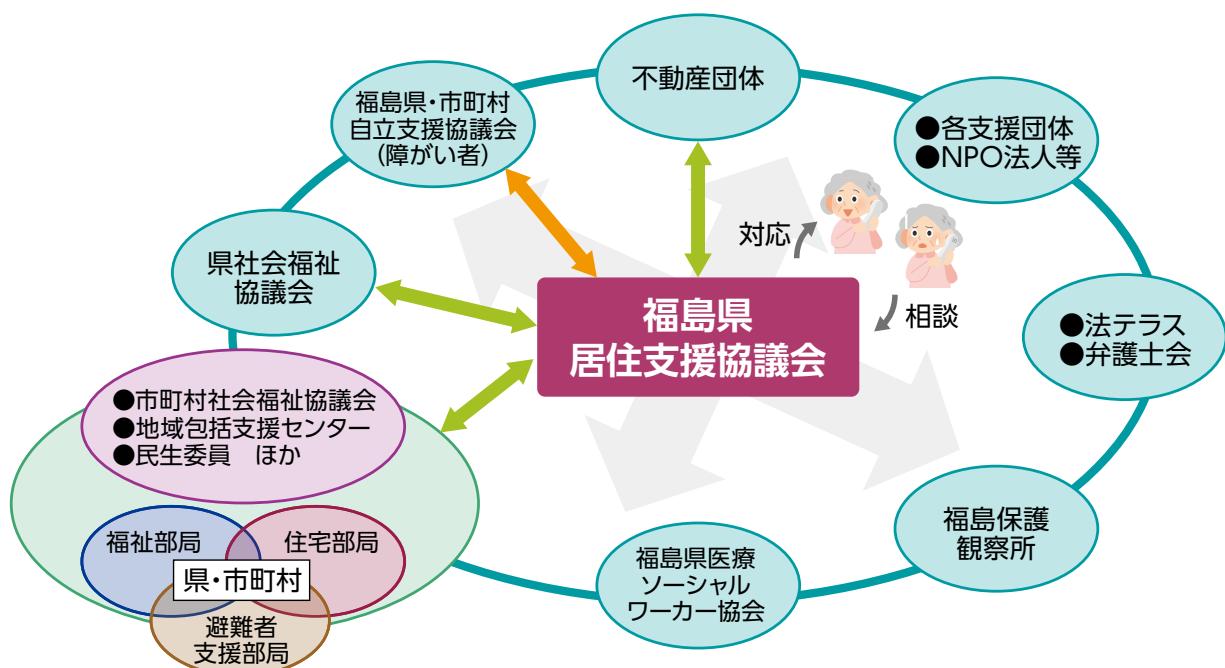 不動産団体
福島県・市町村
自立支援協議会
(障がい者)
●各支援団体
●NPO法人等
対応
県社会福祉
協議会
福島県
居住支援協議会
相談
●法テラス
●弁護士会
●市町村社会福祉協議会
●地域包括支援センター
●民生委員　ほか
福祉部局
住宅部局
県・市町村
避難者
支援部局
福島県医療
ソーシャル
ワーカー協会
福島保護
観察所